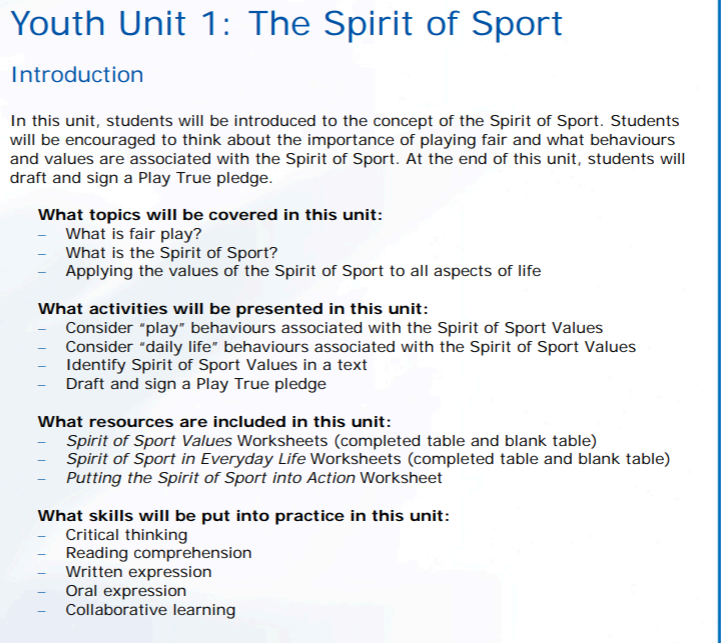 Youth Unit 1: The Spirit of Sport
Introduction
In this unit, students will be introduced to the concept of the Spirit of Sport. Students
will be encouraged to think about the importance of playing fair and what behaviours
and values are associated with the Spirit of Sport. At the end of this unit, students will
draft and sign a Play True pledge.
What topics will be covered in this unit:
– What is fair play?
– What is the Spirit of Sport?
– Applying the values of the Spirit of Sport to all aspects of life
What activities will be presented in this unit:
– Consider “play” behaviours associated with the Spirit of Sport Values
– Consider “daily life” behaviours associated with the Spirit of Sport Values
– Identify Spirit of Sport Values in a text
– Draft and sign a Play True pledge
What resources are included in this unit:
– Spirit of Sport Values Worksheets (completed table and blank table)
– Spirit of Sport in Everyday Life Worksheets (completed table and blank table)
– Putting the Spirit of Sport into Action Worksheet
What skills will be put into practice in this unit:
– Critical thinking
– Reading comprehension
– Written expression
– Oral expression
– Collaborative learning